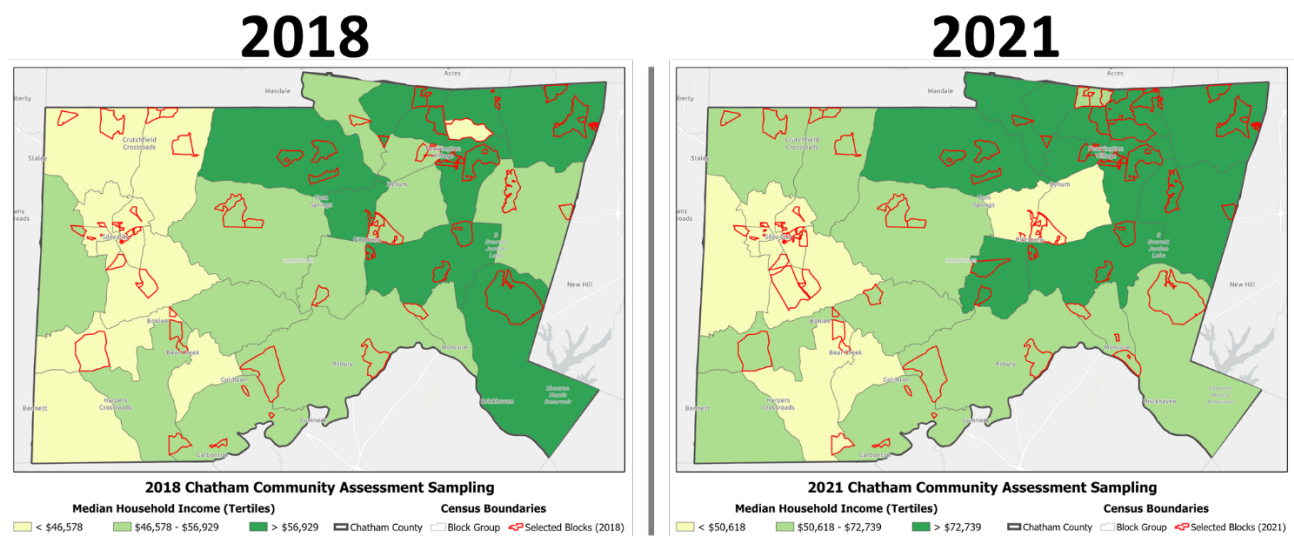 2018
2021
Acres
Mandale
Crutchfield
Crossroads
Staley
Bynum
Siler City
New Hill
Bonlee
Bear Creek
Goldston
Moncure
Bennett
Harpers
Crossroads
Brickhaven
Carbonton
2018 Chatham Community Assessment Sampling
Median Household Income (Tertiles)
Census Boundaries
< $46,578
$46,578 - $56,929
> $56,929
Chatham County
Block Group
Selected Blocks (2018)
Acres
Mandale
Crutchfield
Crossroads
Staley
Bynum
New Hill
Bonlee
Bear Creek
Goldston
Moncure
Bennett
Harpers
Crossroads
Brickhaven
Carbonton
2021 Chatham Community Assessment Sampling
Median Household Income (Tertiles)
Census Boundaries
< $50,618
$50,618 - $72,739
> $72,739
Chatham County
Block Group
Selected Blocks (2021)